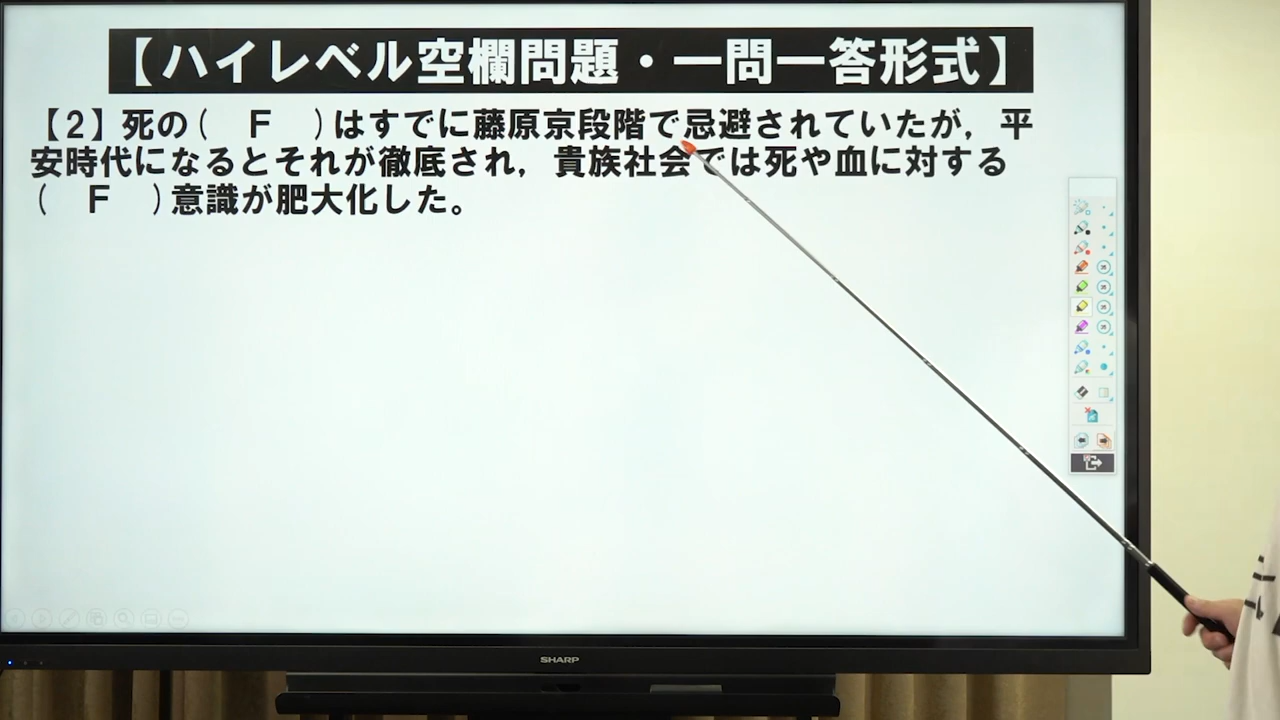 【ハイレベル空欄問題・一問一答形式】
【2】死の(　F　)はすでに藤原京段階で忌避されていたが，平
安時代になるとそれが徹底され，貴族社会では死や血に対する
(　F　)意識が肥大化した。
SHARP